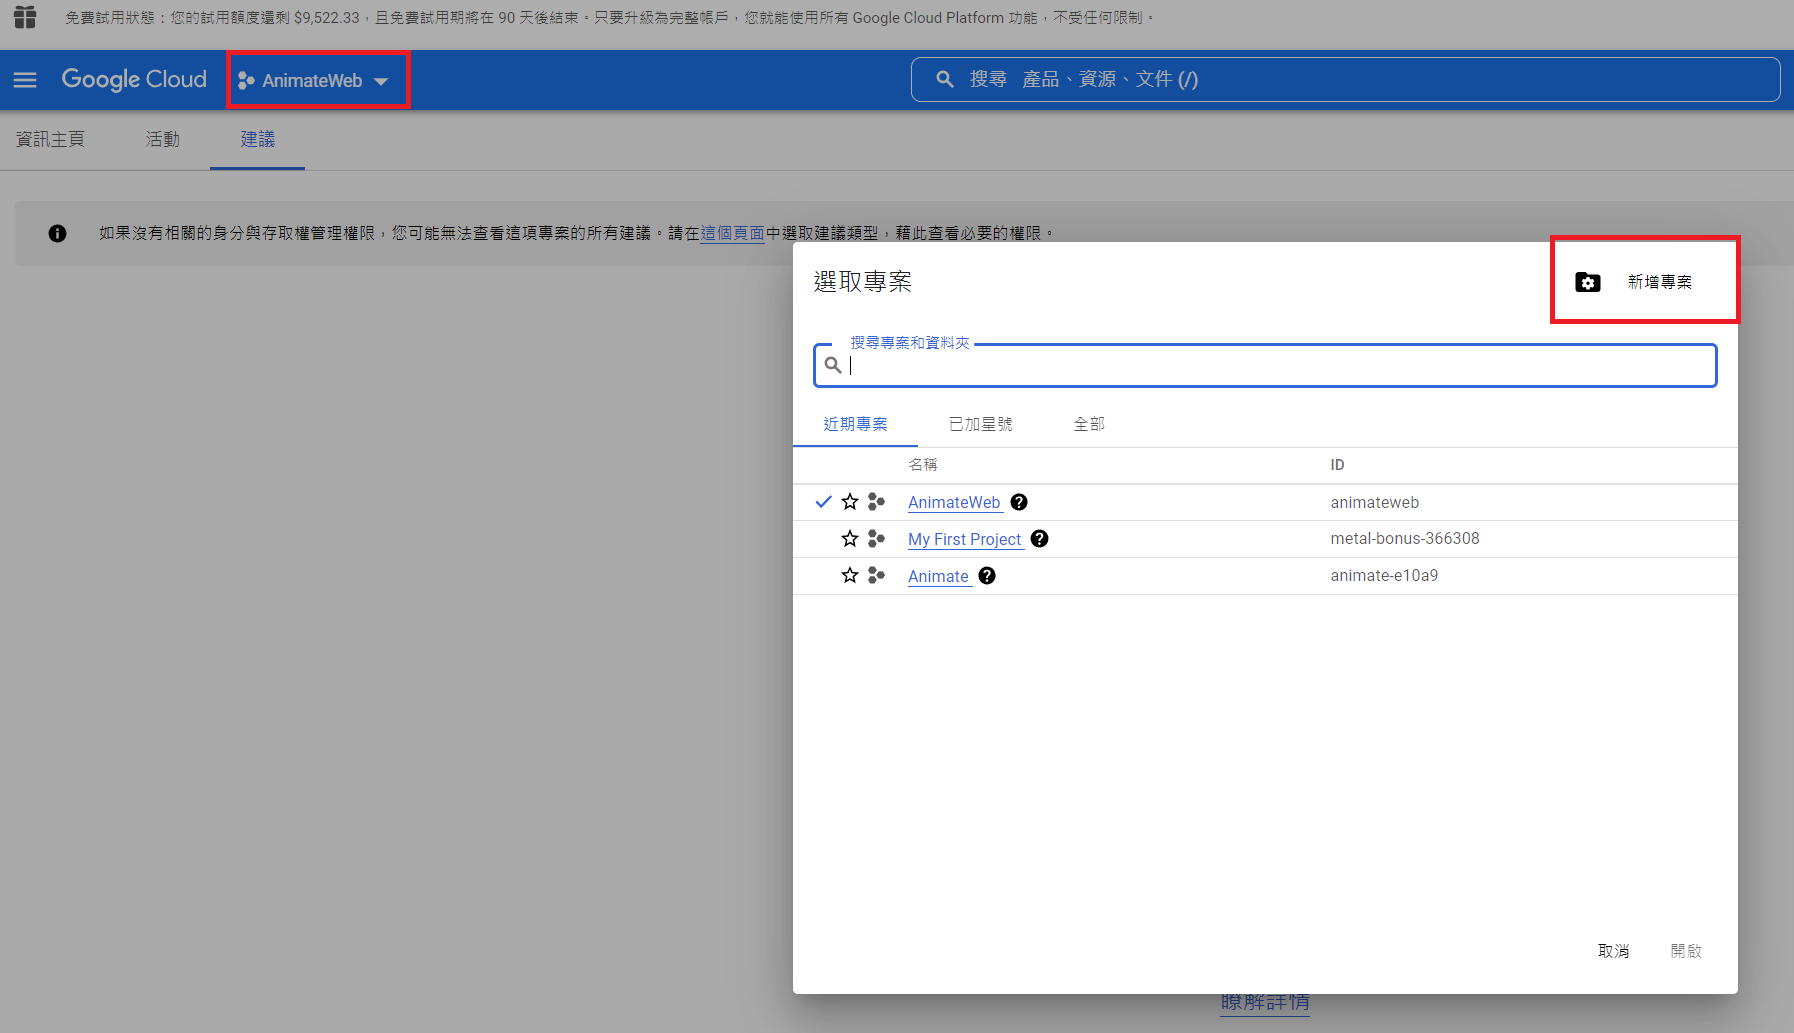 免費試用狀態：您的試用額度還剩 $9,522.33，且免費試用期將在 90 天後結束。只要升級為完整帳戶，您就能使用所有 Google Cloud Platform 功能，不受任何限制。
Google Cloud AnimateWeb 搜尋 產品、資源、文件 (/)
資訊主頁 活動 建議
如果沒有相關的身分與存取權管理權限，您可能無法查看這項專案的所有建議。請在這個頁面中選取建議類型，藉此查看必要的權限。
選取專案 新增專案
搜尋專案和資料夾
近期專案 已加星號 全部
名稱 ID
AnimateWeb animateweb
My First Project metal-bonus-366308
Animate animate-e10a9
取消 開啟
瞭解詳情